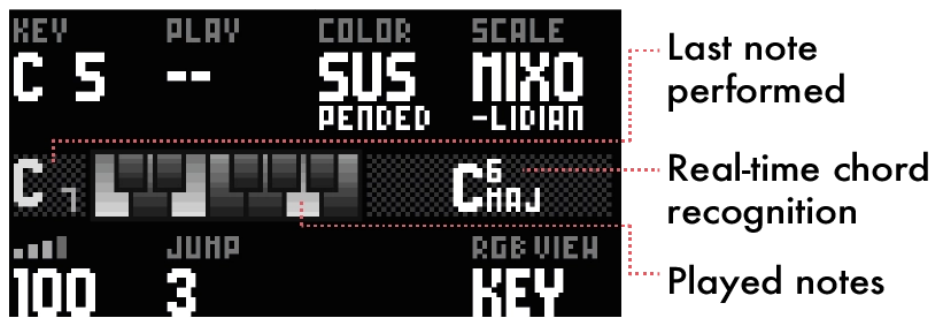 KEY PLAY COLOR SCALE
C 5 -- SUS MIXO
PENDED -LIDIAN
Last note
performed
C 7
C 6 MAJ
Real-time chord
recognition
JUMP RGB VIEW
100 3 KEY
Played notes